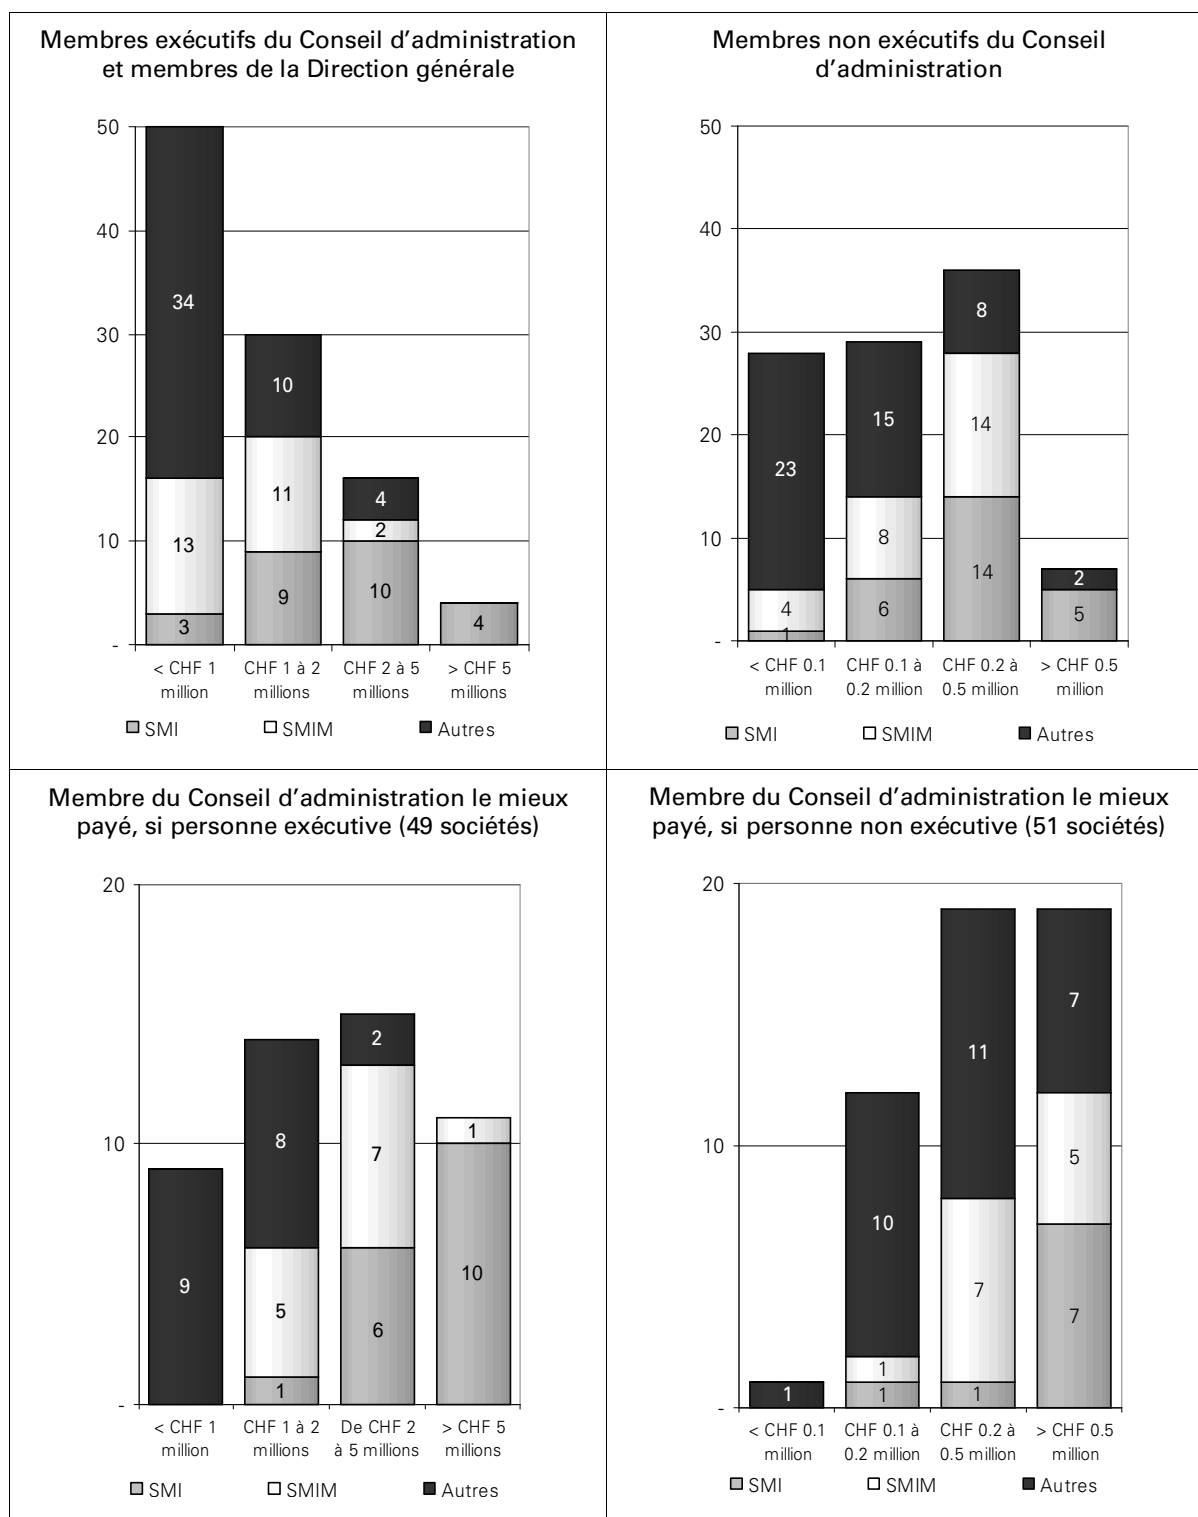 Membres exécutifs du Conseil d'administration
et membres de la Direction générale
50
40
30
20
10
-
34
13
3
10
11
9
4
2
10
4
< CHF 1
million
CHF 1 à 2
millions
CHF 2 à 5
millions
> CHF 5
millions
SMI
SMIM
Autres
Membres non exécutifs du Conseil
d'administration
50
40
30
20
10
-
23
4
1
15
8
6
8
14
14
2
5
< CHF 0.1
million
CHF 0.1 à
0.2 million
CHF 0.2 à
0.5 million
> CHF 0.5
million
SMI
SMIM
Autres
Membre du Conseil d'administration le mieux
payé, si personne exécutive (49 sociétés)
20
10
-
9
8
5
1
2
7
6
1
10
< CHF 1
million
CHF 1 à 2
millions
De CHF 2
à 5 millions
> CHF 5
millions
SMI
SMIM
Autres
Membre du Conseil d'administration le mieux
payé, si personne non exécutive (51 sociétés)
20
10
-
1
10
1
1
11
7
1
7
5
7
< CHF 0.1
million
CHF 0.1 à
0.2 million
CHF 0.2 à
0.5 million
> CHF 0.5
million
SMI
SMIM
Autres